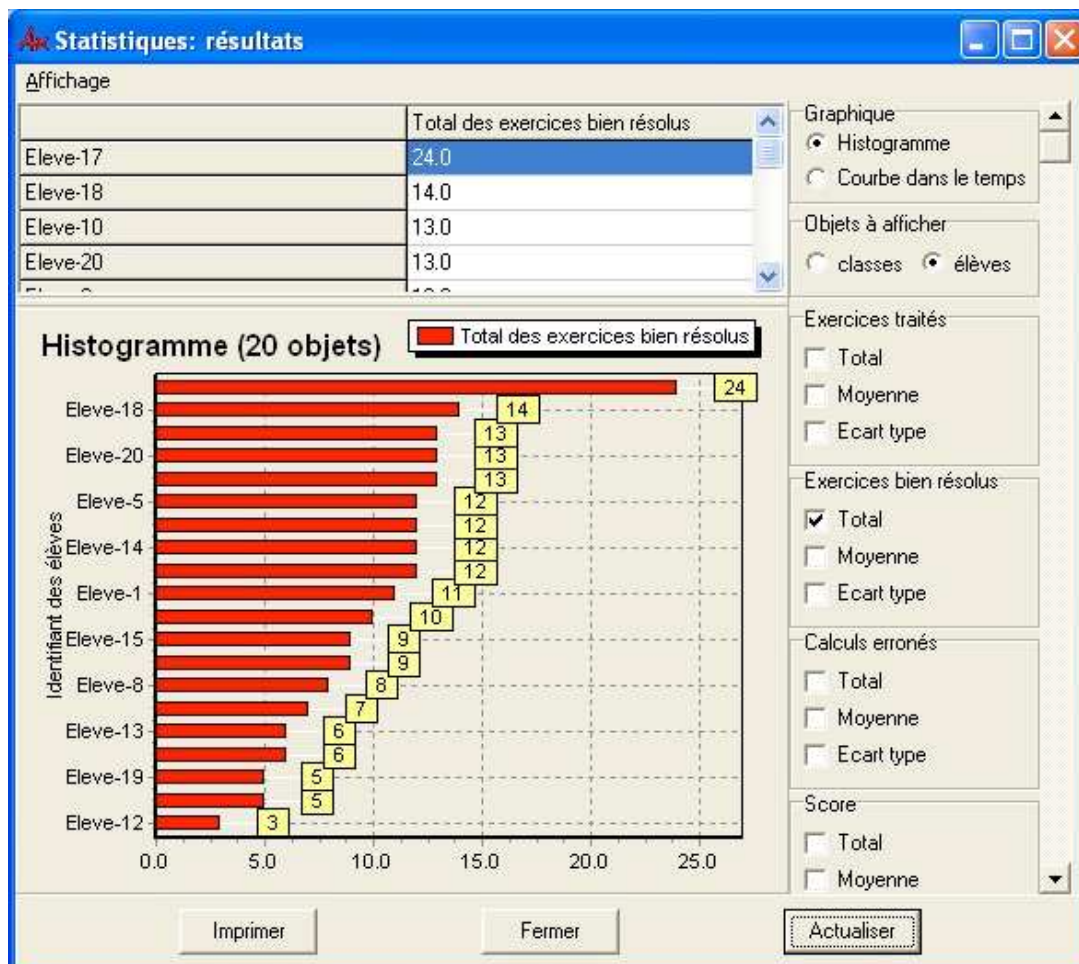 Statistiques: résultats
Affichage
Total des exercices bien résolus
Eleve-17 24.0
Eleve-18 14.0
Eleve-10 13.0
Eleve-20 13.0
Histogramme (20 objets)
Total des exercices bien résolus
Identifiant des élèves
24
Eleve-18 14
13
Eleve-20 13
13
Eleve-5 12
12
Eleve-14 12
12
Eleve-1 11
10
Eleve-15 9
9
Eleve-8 8
7
Eleve-13 6
6
Eleve-19 5
5
Eleve-12 3
0.0 5.0 10.0 15.0 20.0 25.0
Graphique
Histogramme
Courbe dans le temps
Objets à afficher
classes élèves
Exercices traités
Total
Moyenne
Ecart type
Exercices bien résolus
Total
Moyenne
Ecart type
Calculs erronés
Total
Moyenne
Ecart type
Score
Total
Moyenne
Imprimer Fermer Actualiser